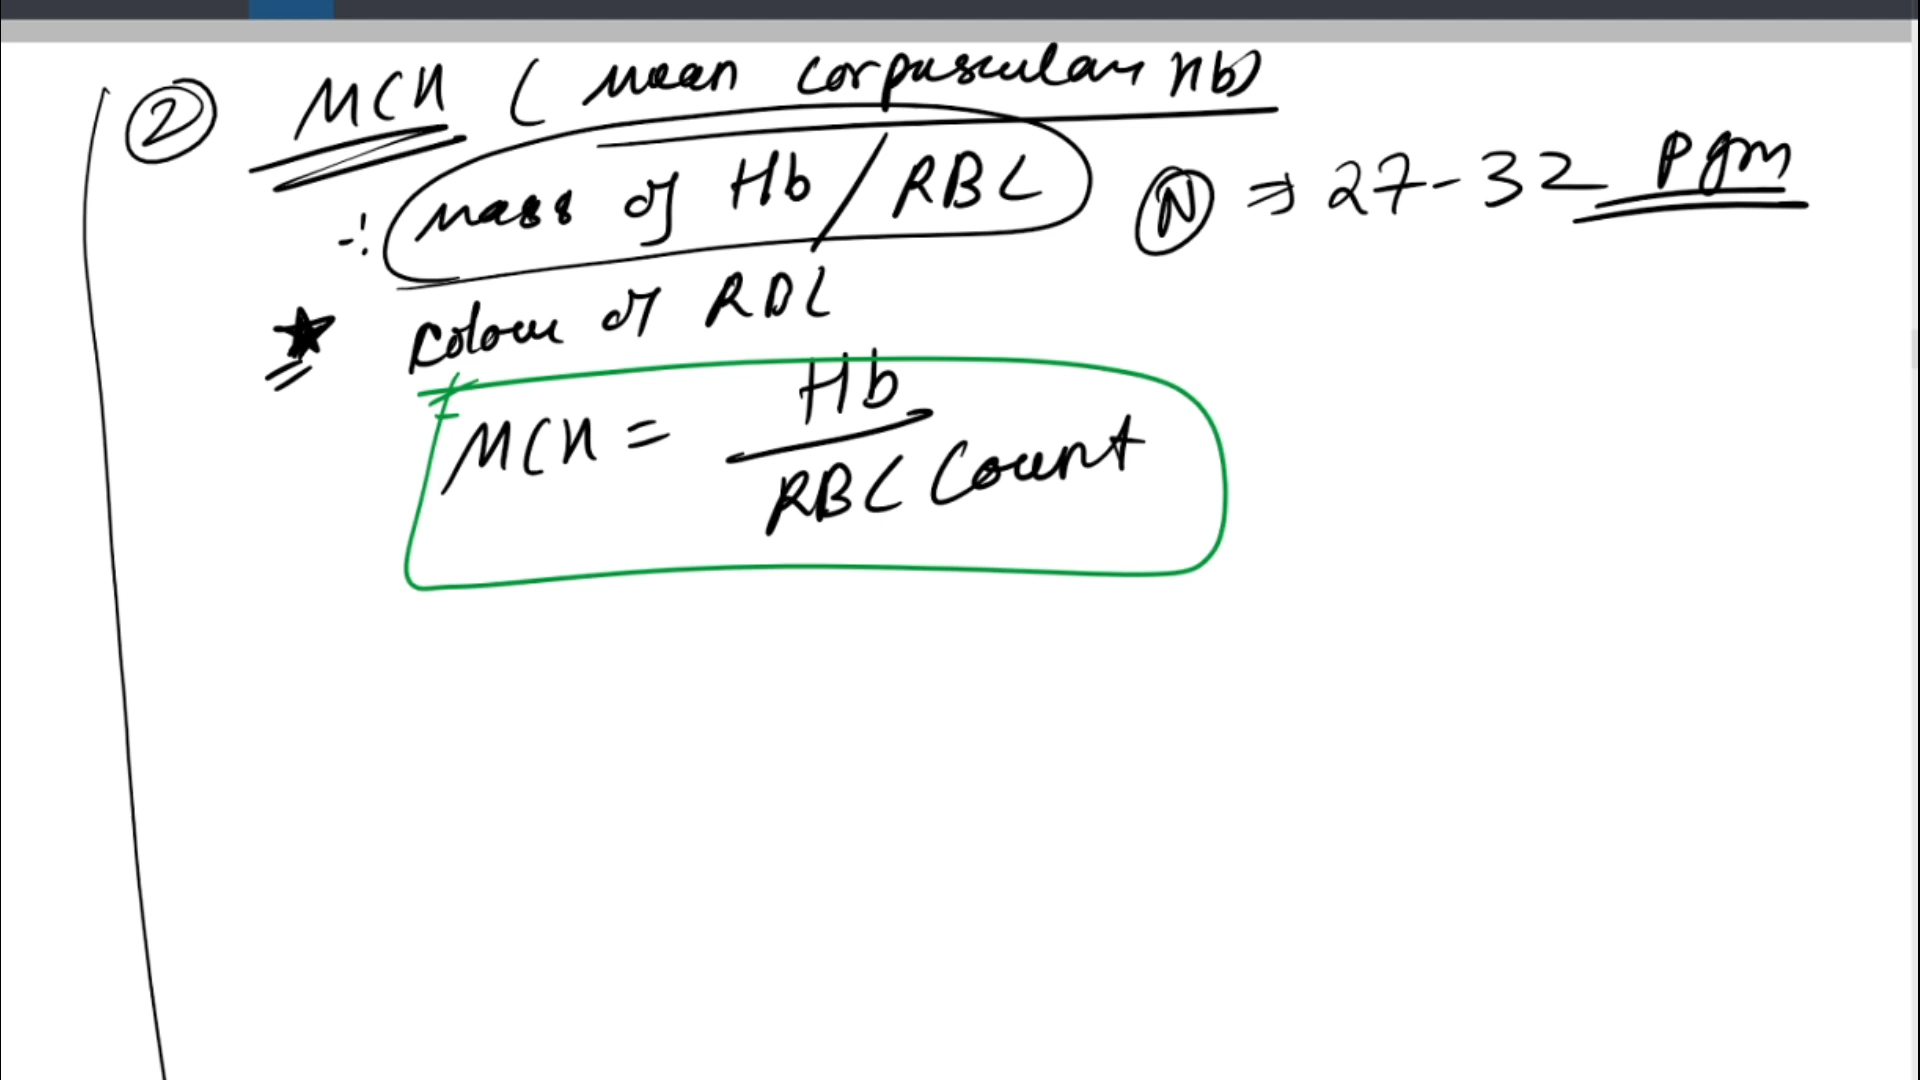 ② MCH ( mean corpuscular Hb)
-: mass of Hb / RBC Ⓝ ⇒ 27-32 Pgm
★ Colour of RBC
MCH = Hb / RBC Count